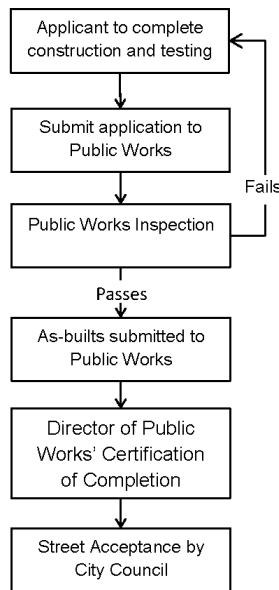 Applicant to complete
construction and testing
Submit application to
Public Works
Fails
Public Works Inspection
Passes
As-builts submitted to
Public Works
Director of Public
Works' Certification
of Completion
Street Acceptance by
City Council